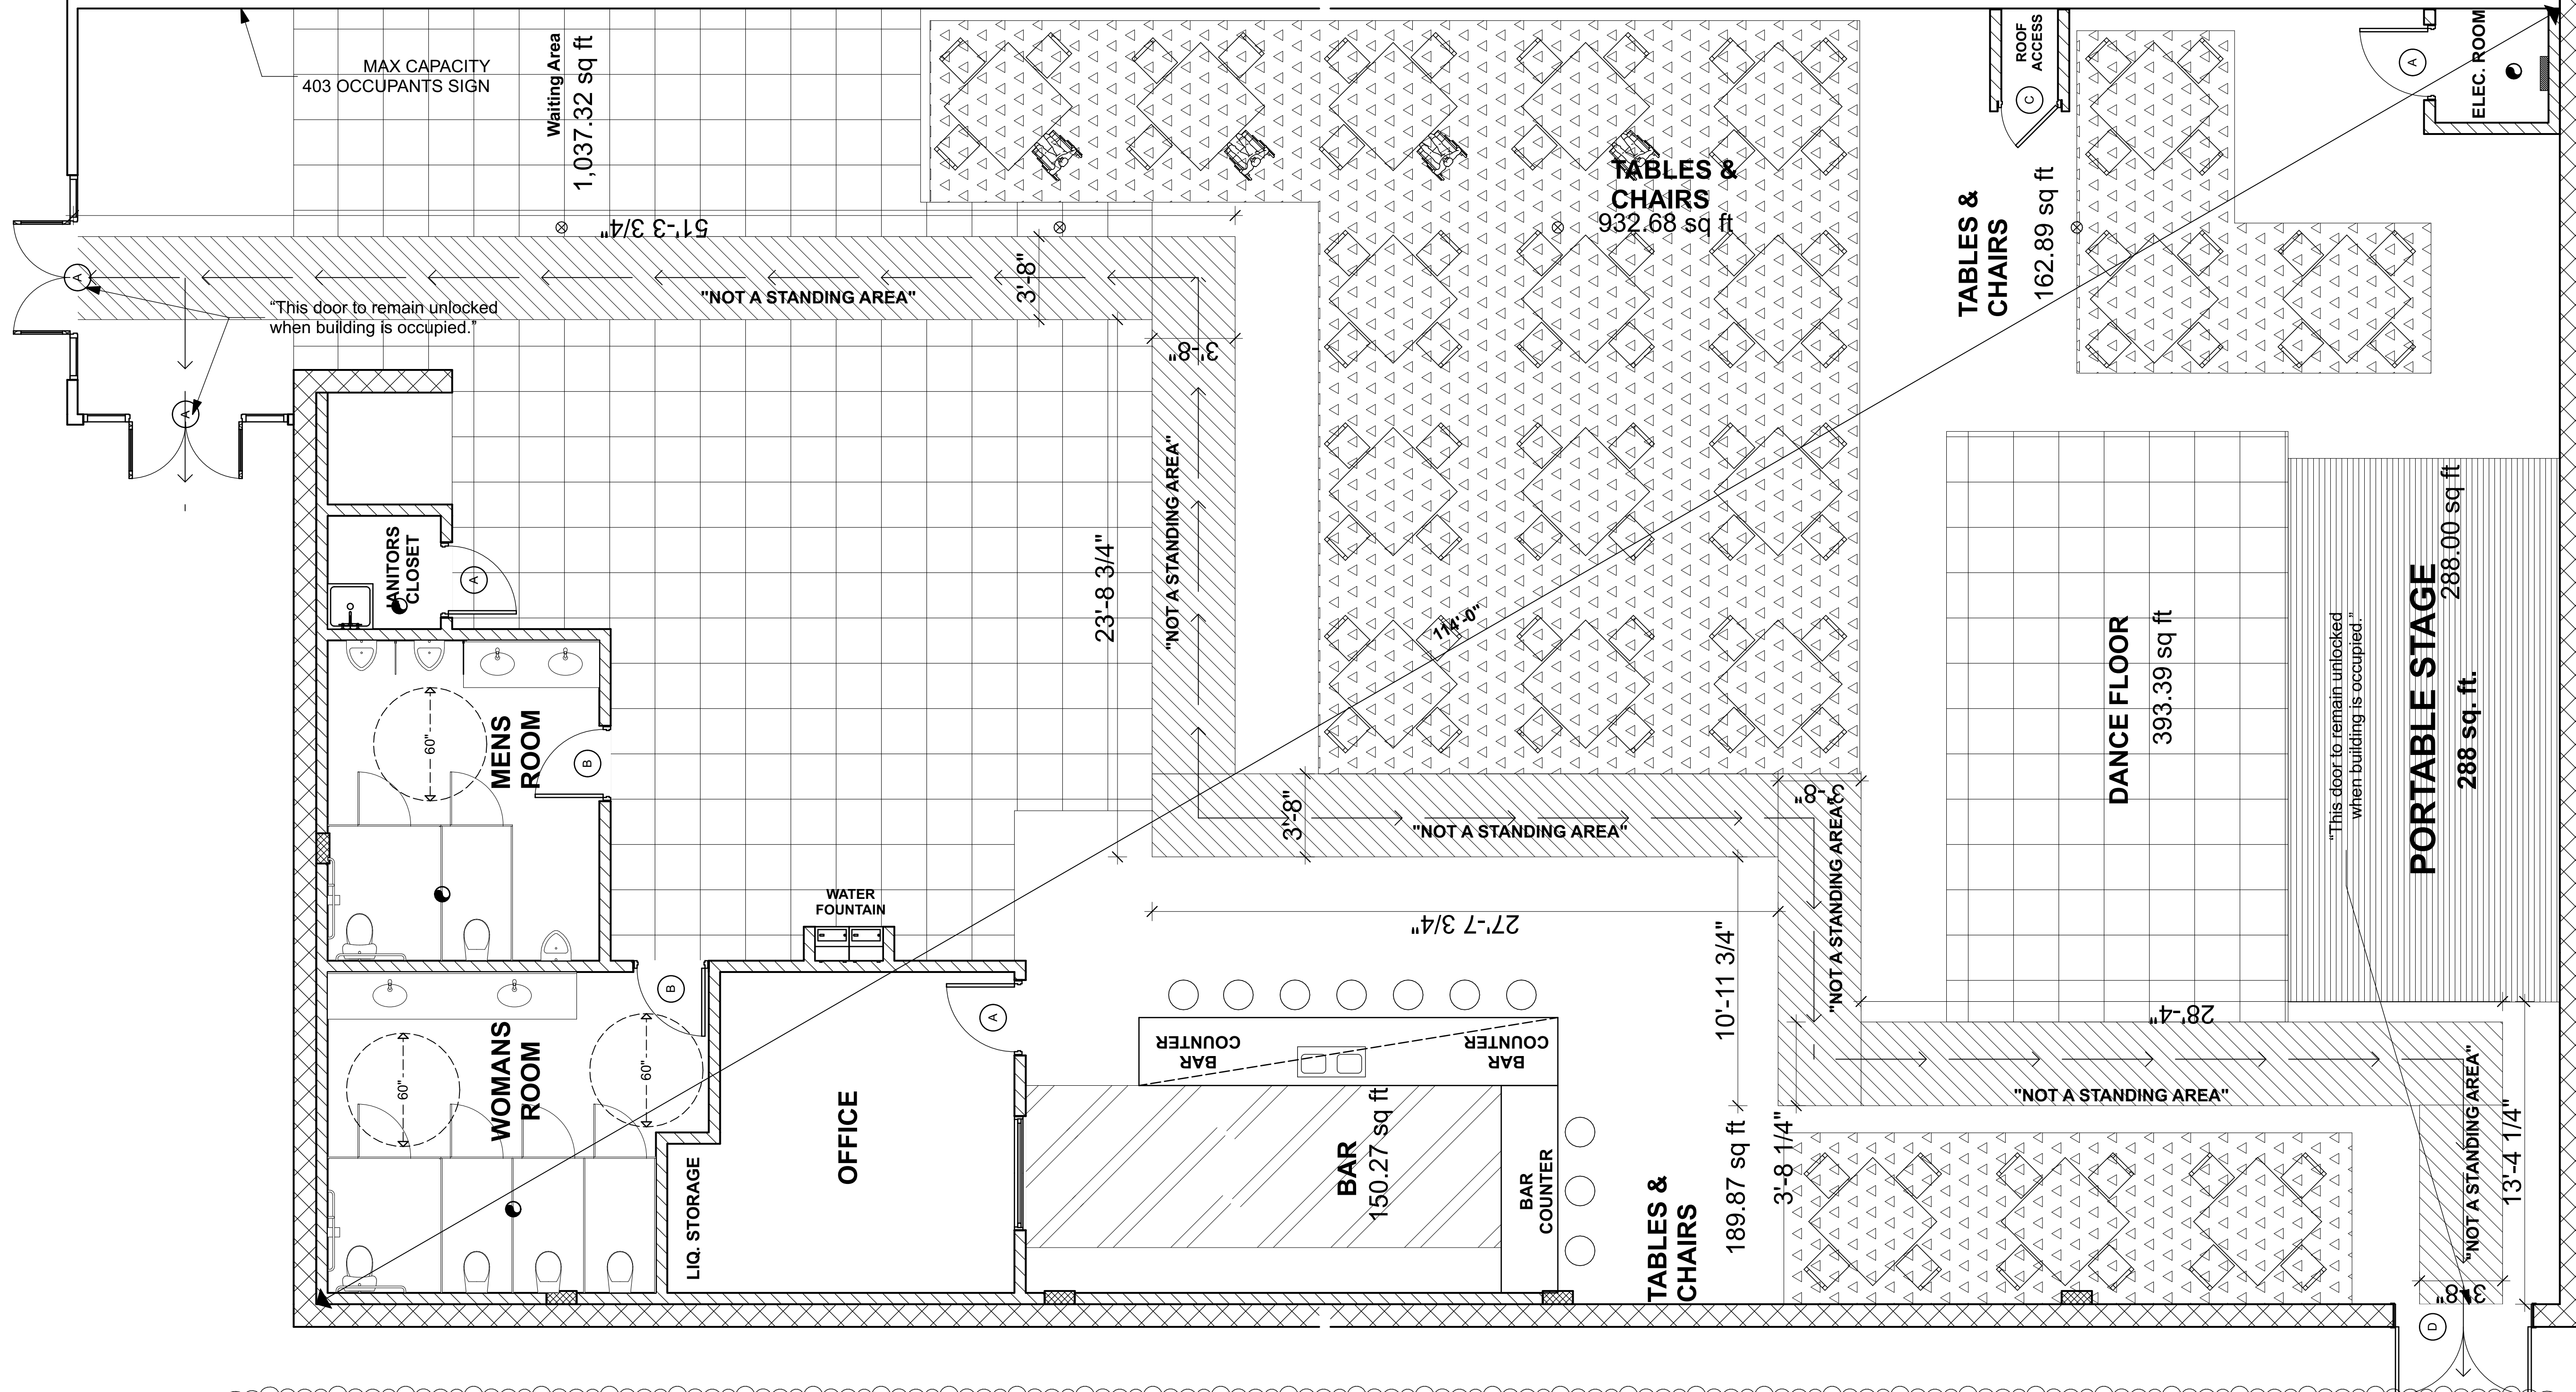 MAX CAPACITY
403 OCCUPANTS SIGN
Waiting Area
1,037.32 sq ft
51'-3 3/4"
"NOT A STANDING AREA"
3'-8"
“This door to remain unlocked
when building is occupied.”
A
A
3'-8"
23'-8 3/4"
"NOT A STANDING AREA"
TABLES &
CHAIRS
932.68 sq ft
ROOF
ACCESS
C
TABLES &
CHAIRS
162.89 sq ft
A
ELEC. ROOM
JANITORS
CLOSET
A
MENS
ROOM
60"
B
WATER
FOUNTAIN
114'-0"
3'-8"
"NOT A STANDING AREA"
3'-8"
"NOT A STANDING AREA"
27'-7 3/4"
10'-11 3/4"
DANCE FLOOR
393.39 sq ft
“This door to remain unlocked
when building is occupied.”
PORTABLE STAGE
288.00 sq ft
288 sq. ft.
28'-4"
"NOT A STANDING AREA"
"NOT A STANDING AREA"
13'-4 1/4"
3'-8"
D
WOMANS
ROOM
60"
60"
B
LIQ. STORAGE
OFFICE
A
BAR
COUNTER
BAR
COUNTER
BAR
150.27 sq ft
BAR
COUNTER
TABLES &
CHAIRS
189.87 sq ft
3'-8 1/4"